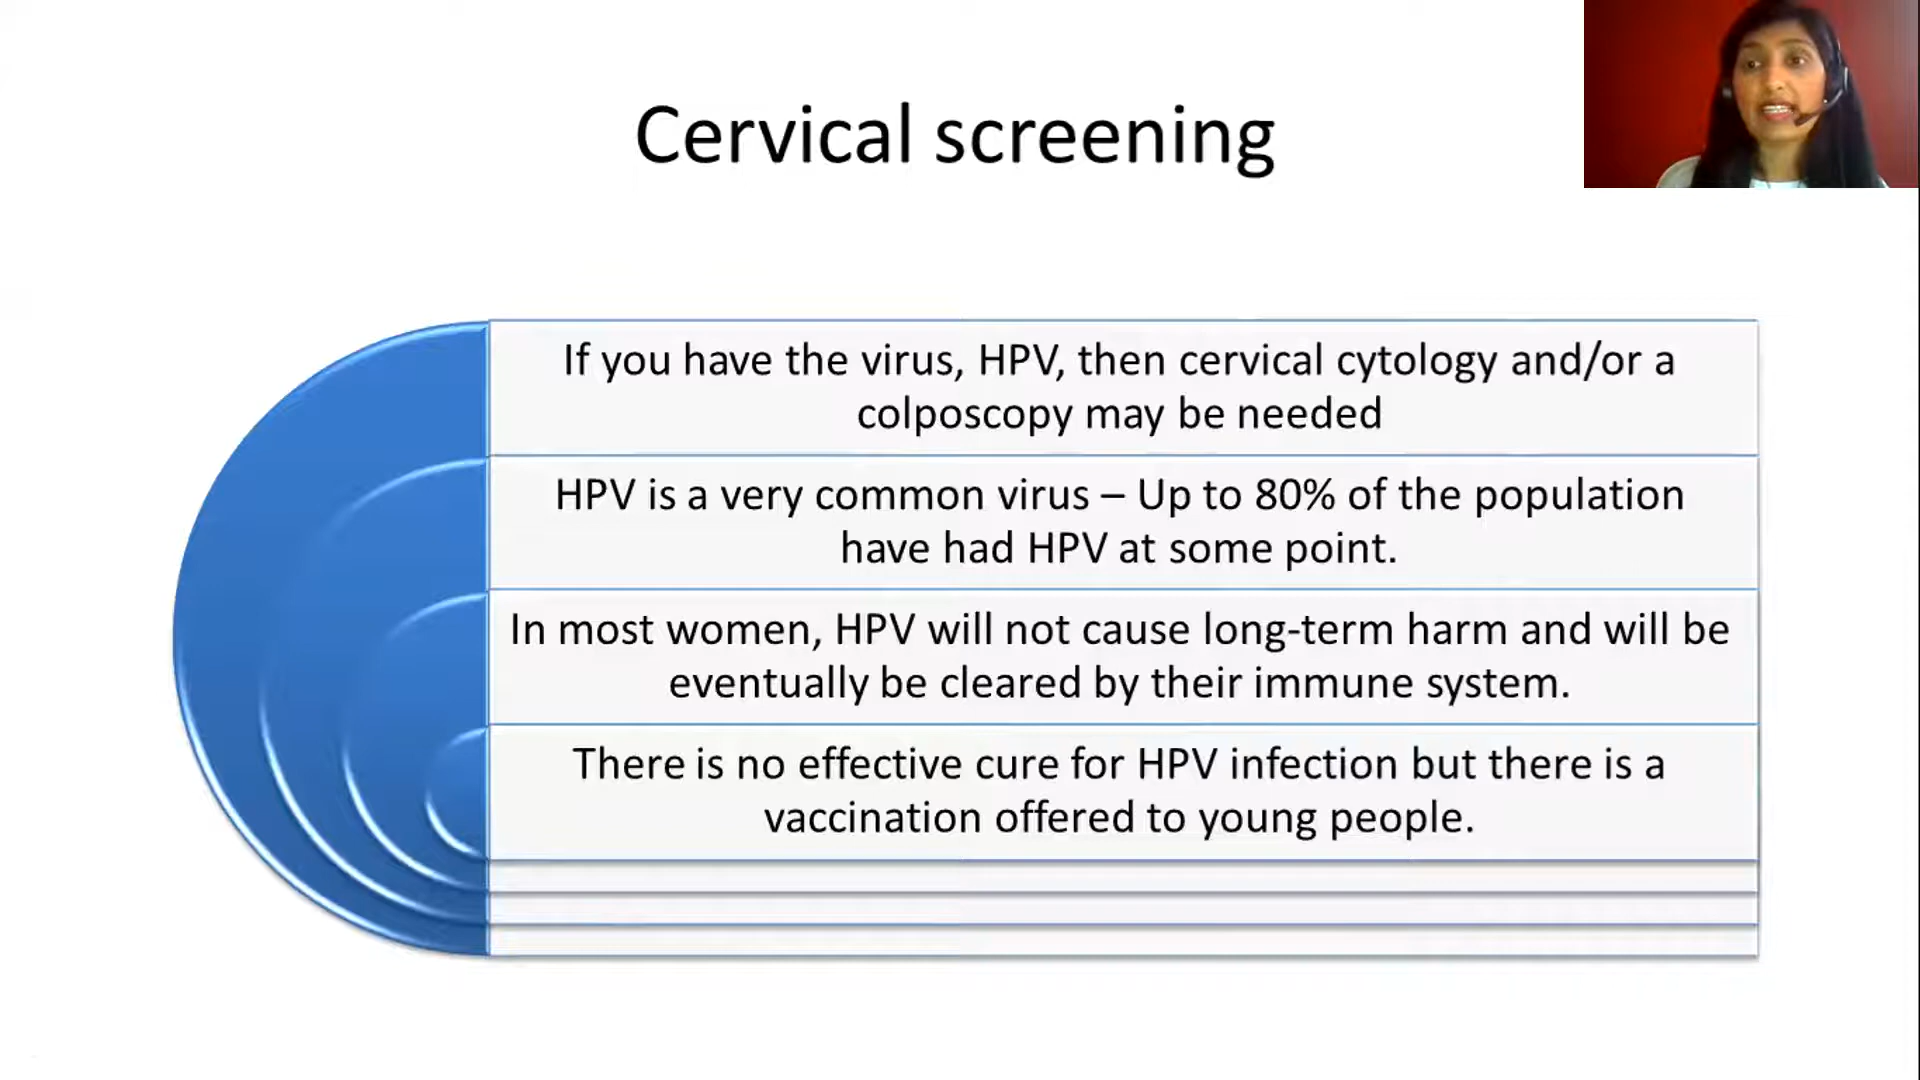 Cervical screening
If you have the virus, HPV, then cervical cytology and/or a
colposcopy may be needed
HPV is a very common virus – Up to 80% of the population
have had HPV at some point.
In most women, HPV will not cause long-term harm and will be
eventually be cleared by their immune system.
There is no effective cure for HPV infection but there is a
vaccination offered to young people.